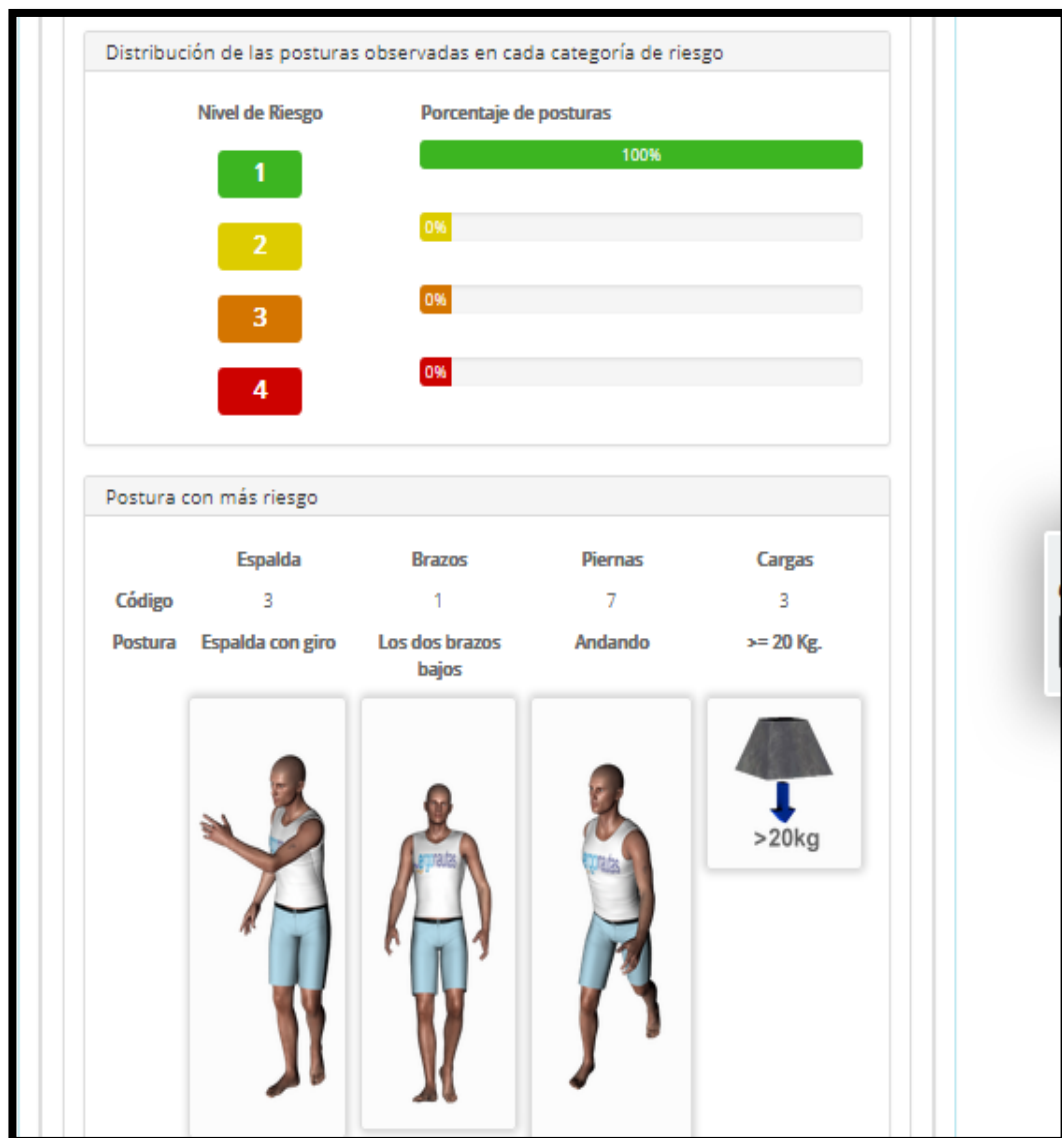 Distribución de las posturas observadas en cada categoría de riesgo
Nivel de Riesgo Porcentaje de posturas
1 100%
2 0%
3 0%
4 0%
Postura con más riesgo
Espalda Brazos Piernas Cargas
Código 3 1 7 3
Postura Espalda con giro Los dos brazos Andando >= 20 Kg.
bajos
>20kg
ergonautas